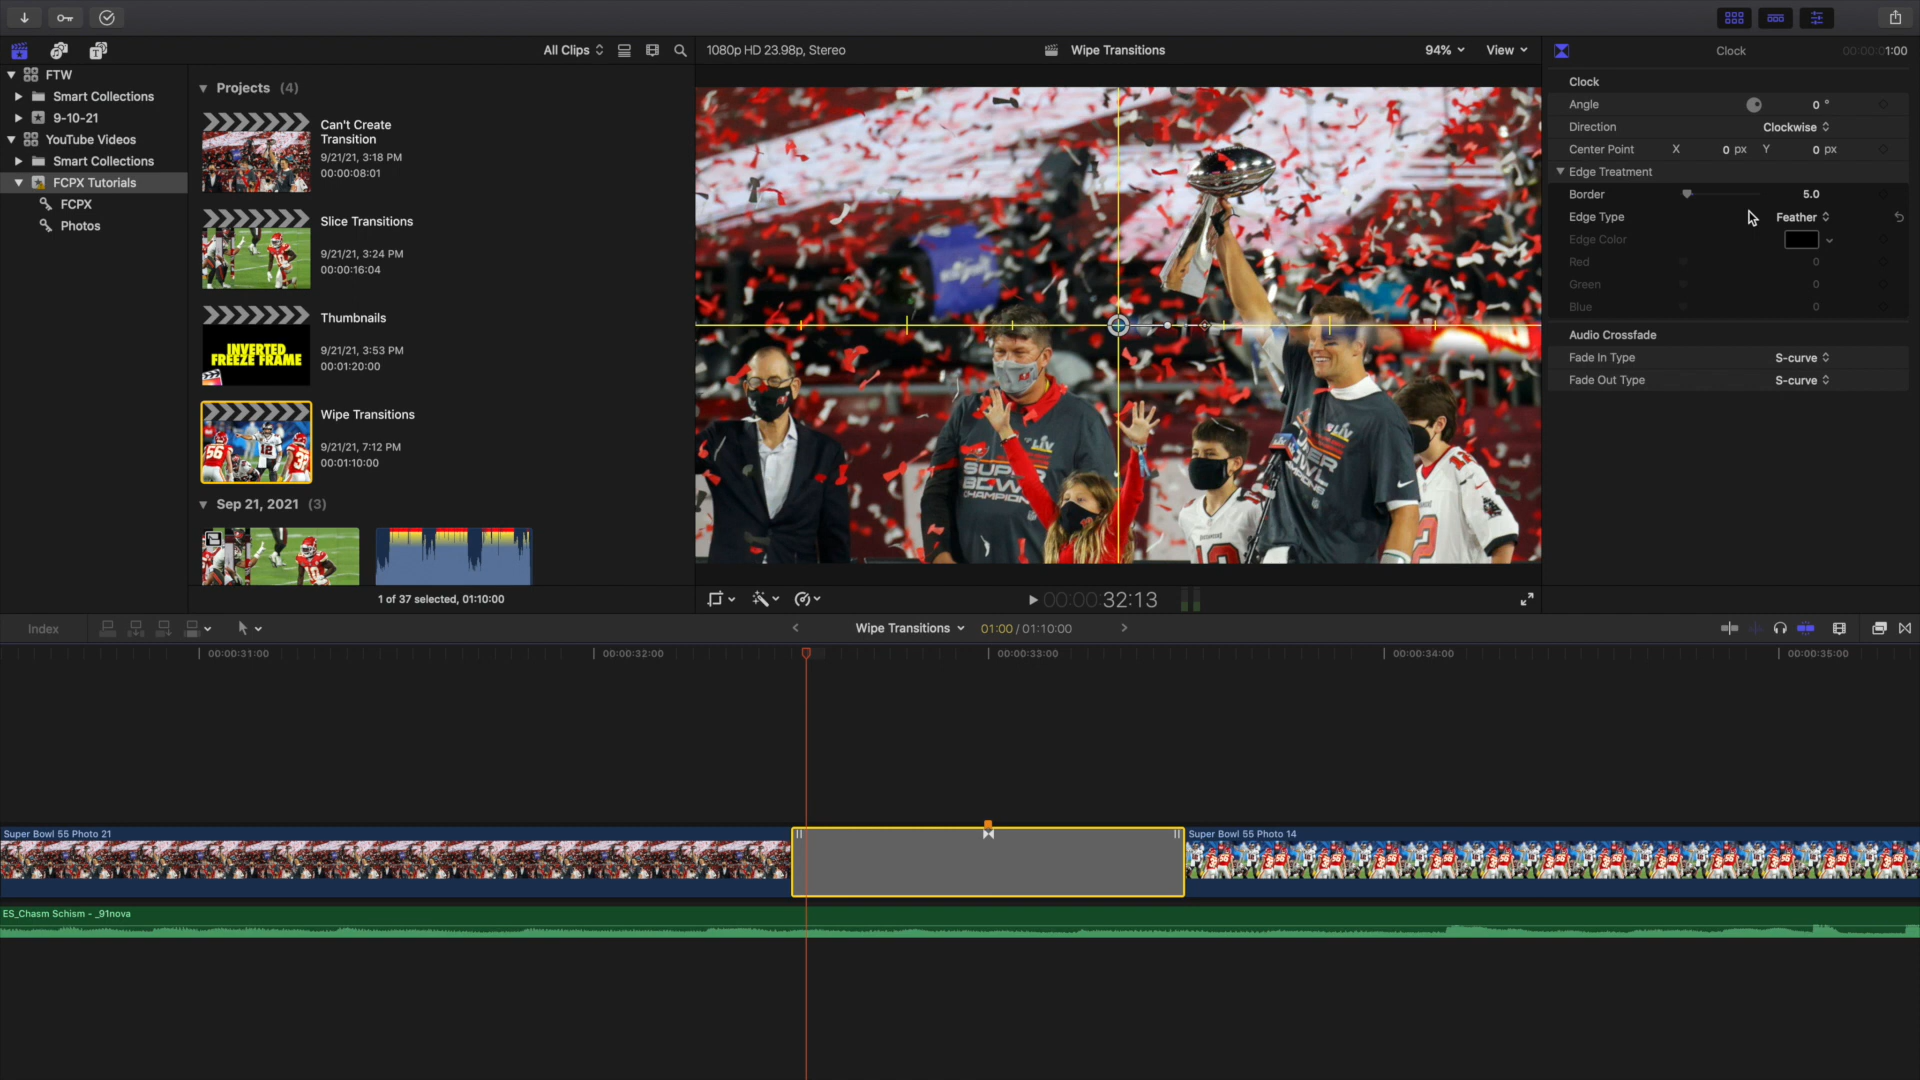 All Clips
1080p HD 23.98p, Stereo
Wipe Transitions
94%
View
Clock
00:00:01:00
FTW
Smart Collections
9-10-21
YouTube Videos
Smart Collections
FCPX Tutorials
FCPX
Photos
Projects (4)
Can't Create
Transition
9/21/21, 3:18 PM
00:00:08:01
Slice Transitions
9/21/21, 3:24 PM
00:00:16:04
INVERTED
FREEZE FRAME
Thumbnails
9/21/21, 3:53 PM
00:01:20:00
Wipe Transitions
9/21/21, 7:12 PM
00:01:10:00
Sep 21, 2021 (3)
1 of 37 selected, 01:10:00
LIV
SUPER
BOWL
CHAMPIONS
Clock
Angle 0 °
Direction Clockwise
Center Point X 0 px Y 0 px
Edge Treatment
Border 5.0
Edge Type Feather
Edge Color
Red 0
Green 0
Blue 0
Audio Crossfade
Fade In Type S-curve
Fade Out Type S-curve
00:00:32:13
Index
Wipe Transitions
01:00 / 01:10:00
00:00:31:00
00:00:32:00
00:00:33:00
00:00:34:00
00:00:35:00
Super Bowl 55 Photo 21
Super Bowl 55 Photo 14
ES_Chasm Schism - _91nova